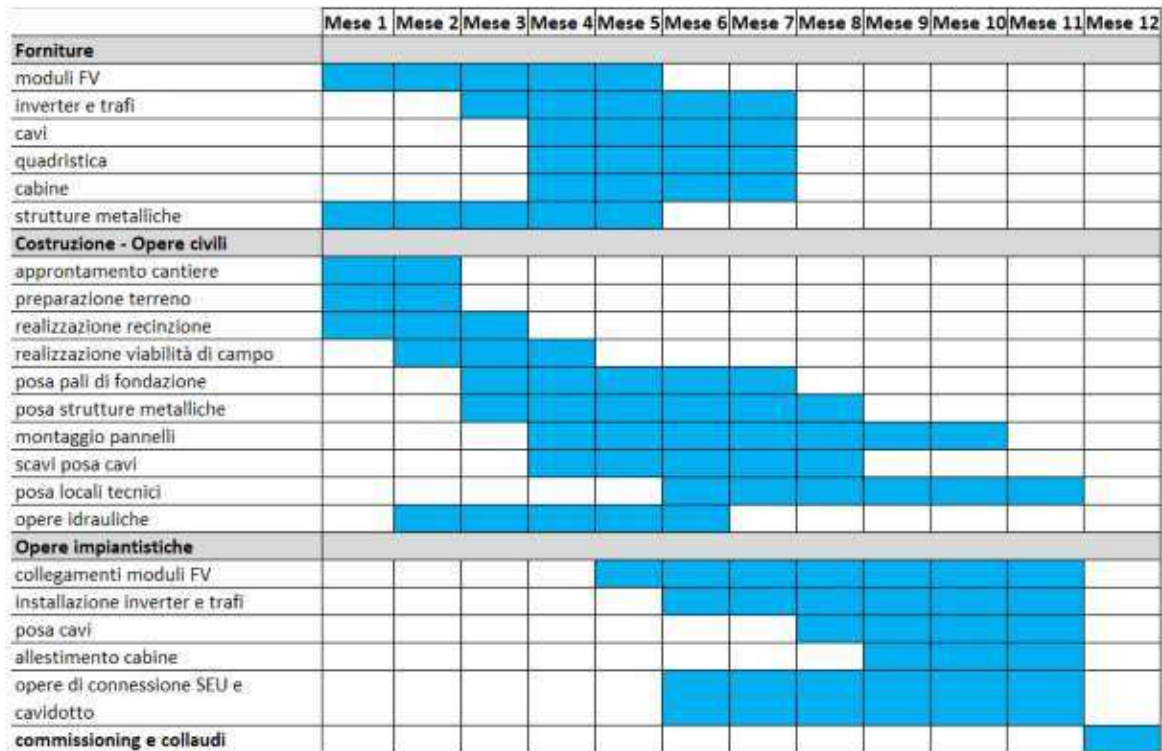 Mese 1 Mese 2 Mese 3 Mese 4 Mese 5 Mese 6 Mese 7 Mese 8 Mese 9 Mese 10 Mese 11 Mese 12
Forniture
moduli FV
inverter e trafi
cavi
quadristica
cabine
strutture metalliche
Costruzione - Opere civili
approntamento cantiere
preparazione terreno
realizzazione recinzione
realizzazione viabilità di campo
posa pali di fondazione
posa strutture metalliche
montaggio pannelli
scavi posa cavi
posa locali tecnici
opere idrauliche
Opere impiantistiche
collegamenti moduli FV
installazione inverter e trafi
posa cavi
allestimento cabine
opere di connessione SEU e
cavidotto
commissioning e collaudi